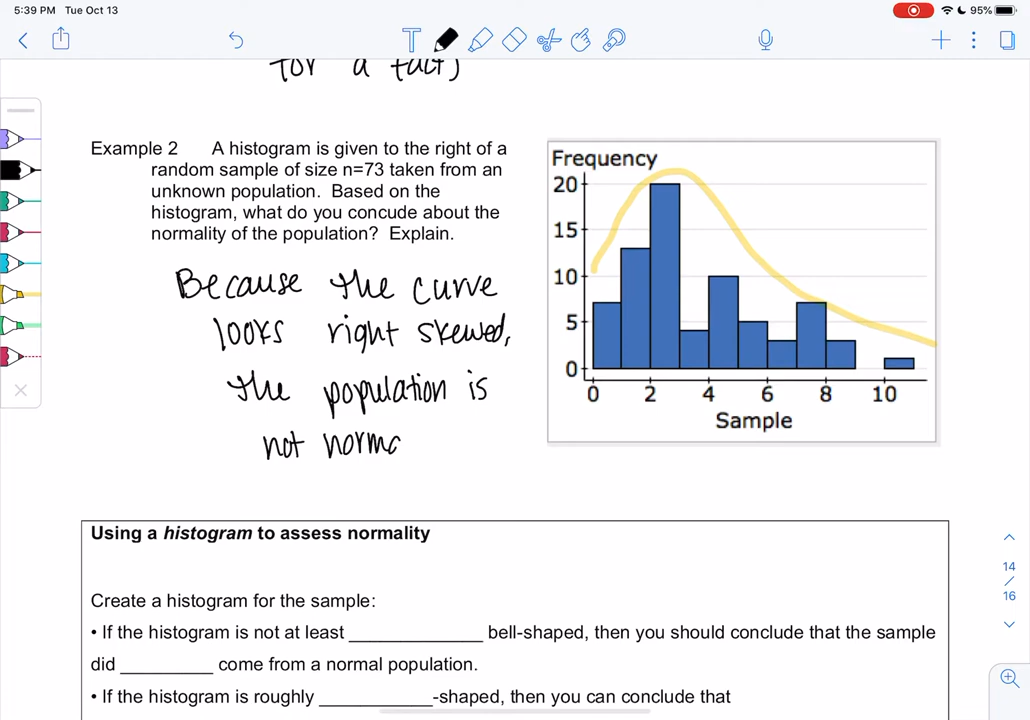 5:39 PM Tue Oct 13
95%
T
for a fact)
Example 2 A histogram is given to the right of a
random sample of size n=73 taken from an
unknown population. Based on the
histogram, what do you concude about the
normality of the population? Explain.
Because the curve
looks right skewed,
the population is
not norma
Frequency
20
15
10
5
0
0 2 4 6 8 10
Sample
Using a histogram to assess normality
Create a histogram for the sample:
• If the histogram is not at least ______________ bell-shaped, then you should conclude that the sample
did __________ come from a normal population.
• If the histogram is roughly ____________-shaped, then you can conclude that
14
/
16